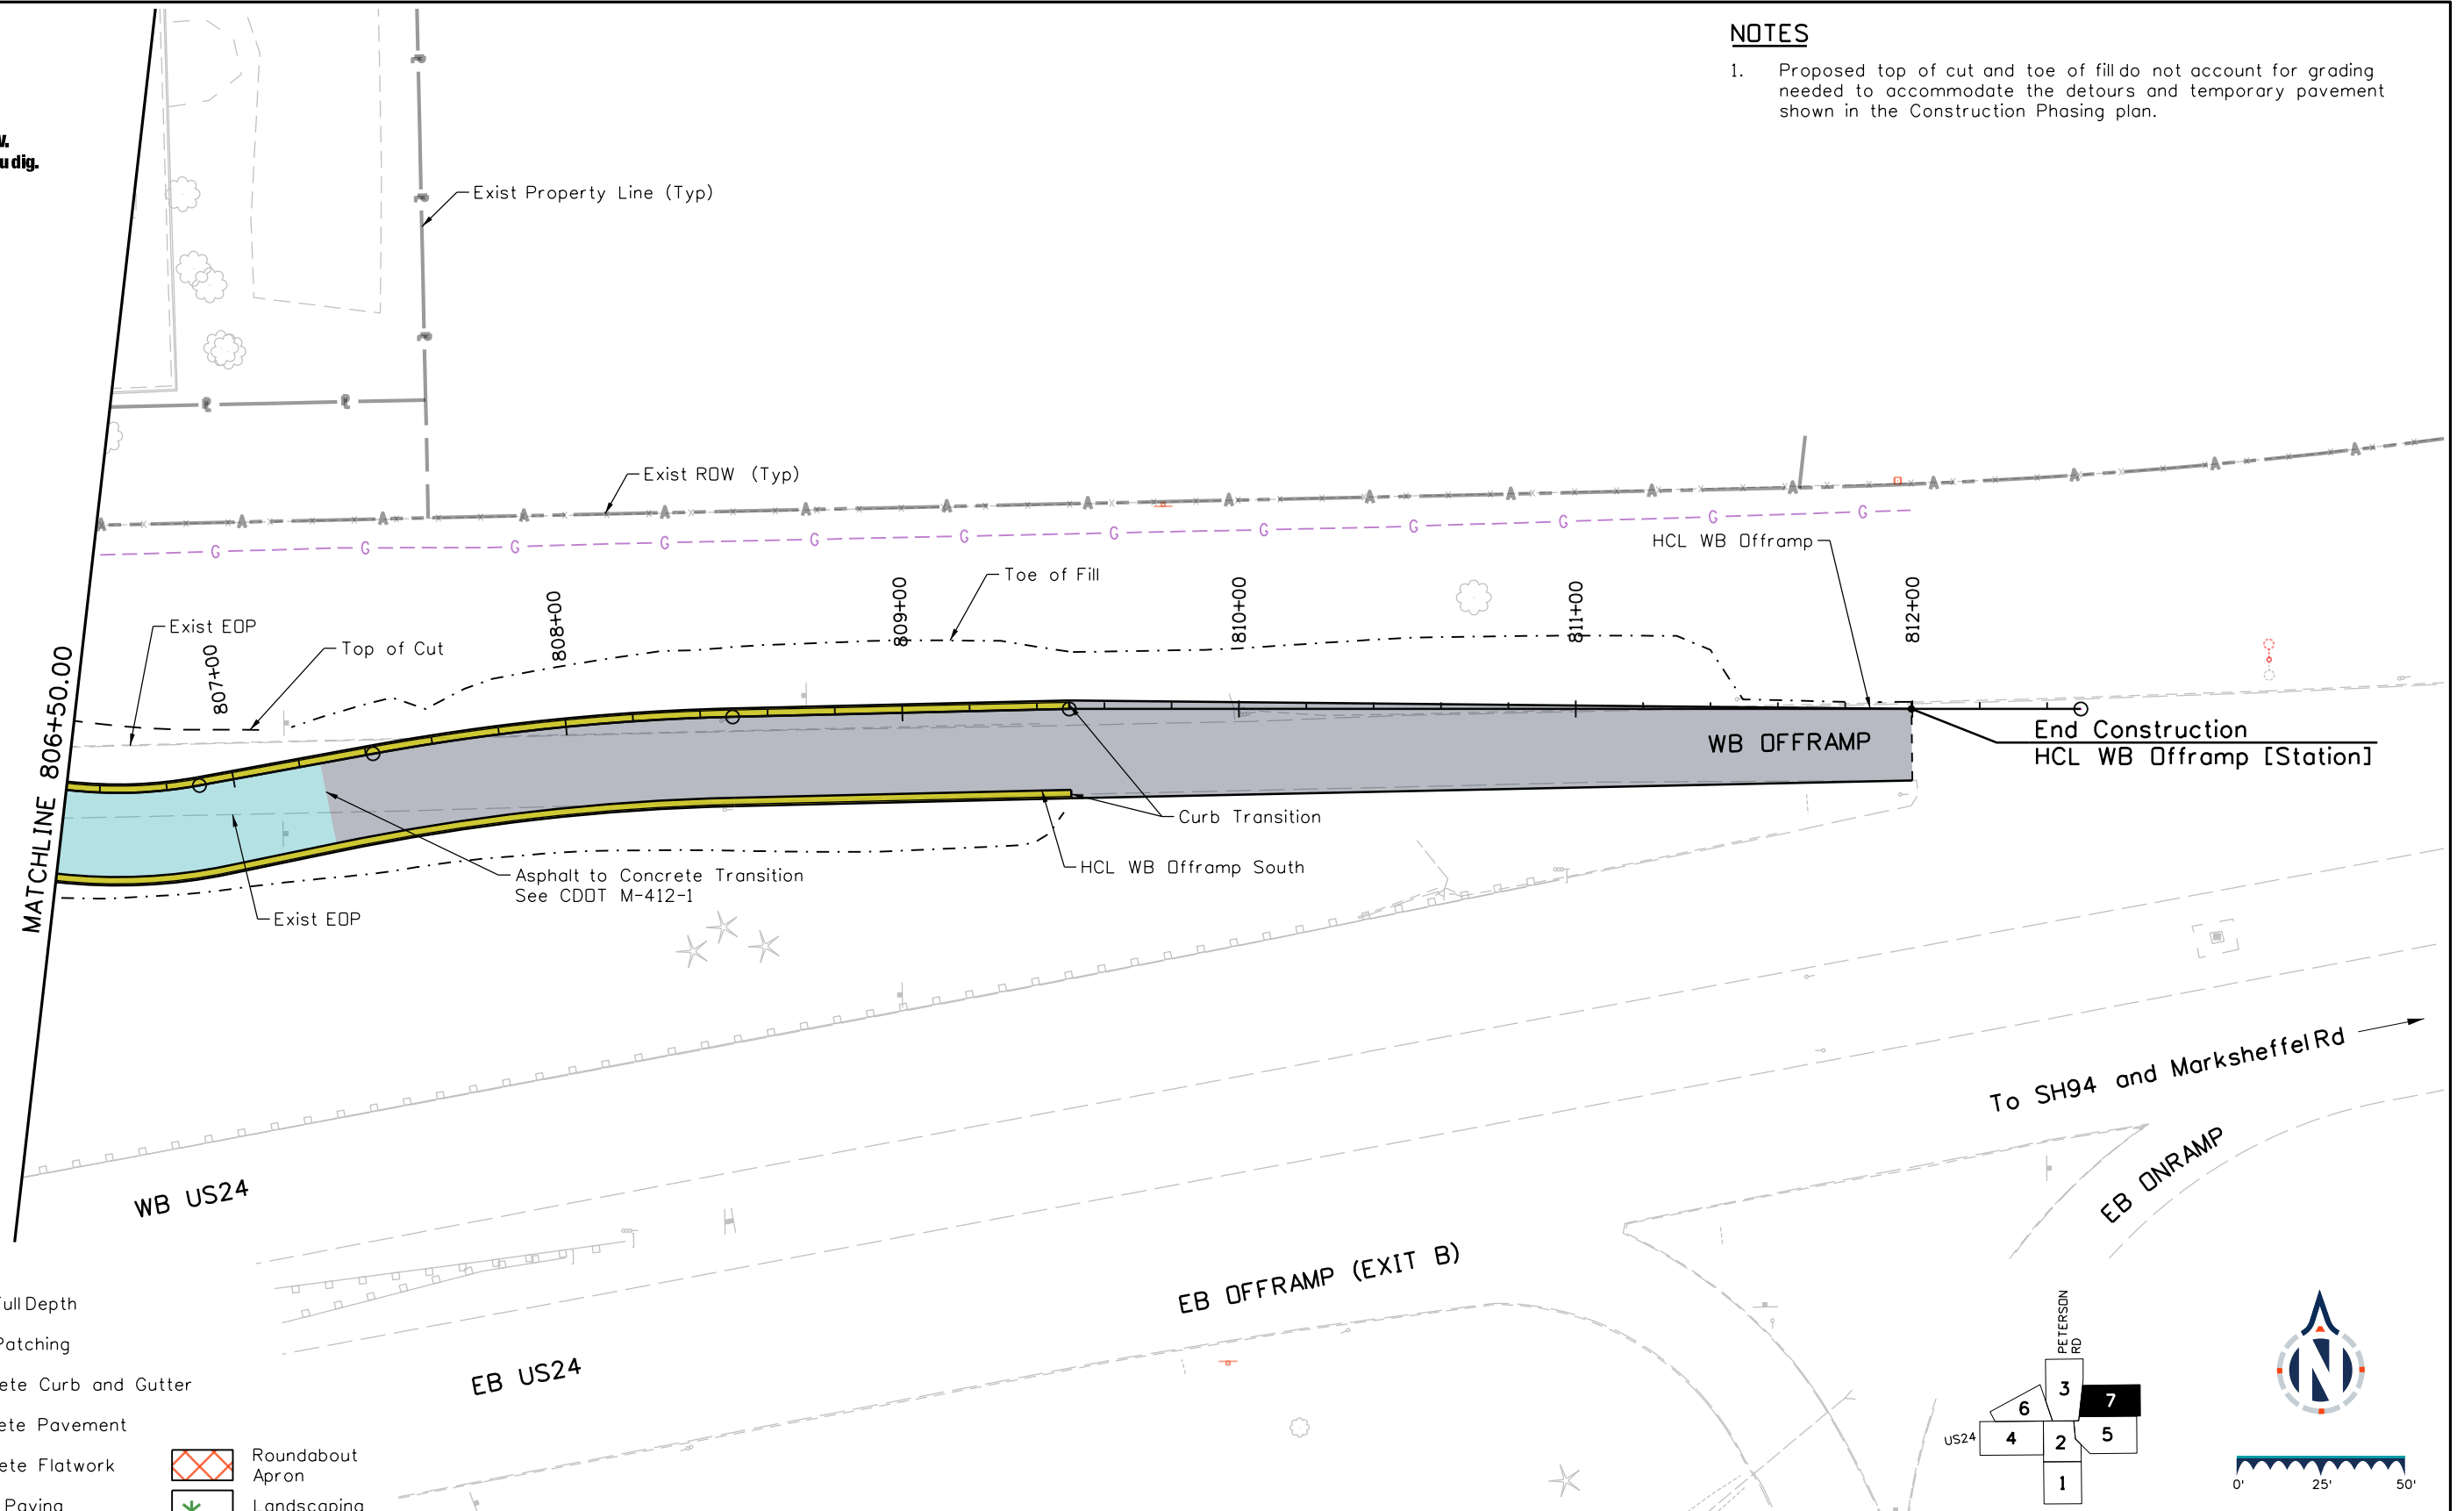 NOTES
1. Proposed top of cut and toe of fill do not account for grading
needed to accommodate the detours and temporary pavement
shown in the Construction Phasing plan.
dig.
Exist Property Line (Typ)
Exist ROW (Typ)
A A A A A A A A A A A A A A A A A
G G G G G G G G G G G G
HCL WB Offramp
Toe of Fill
Exist EOP
Top of Cut
807+00
808+00
809+00
810+00
811+00
812+00
MATCHLINE 806+50.00
WB OFFRAMP
End Construction
HCL WB Offramp [Station]
Curb Transition
HCL WB Offramp South
Asphalt to Concrete Transition
See CDOT M-412-1
Exist EOP
To SH94 and Marksheffel Rd
WB US24
EB ONRAMP
EB OFFRAMP (EXIT B)
EB US24
Depth
Patching
Curb and Gutter
Pavement
Flatwork
Paving
Roundabout
Apron
Landscaping
PETERSON
RD
3
7
6
US24
4
2
5
1
N
0' 25' 50'